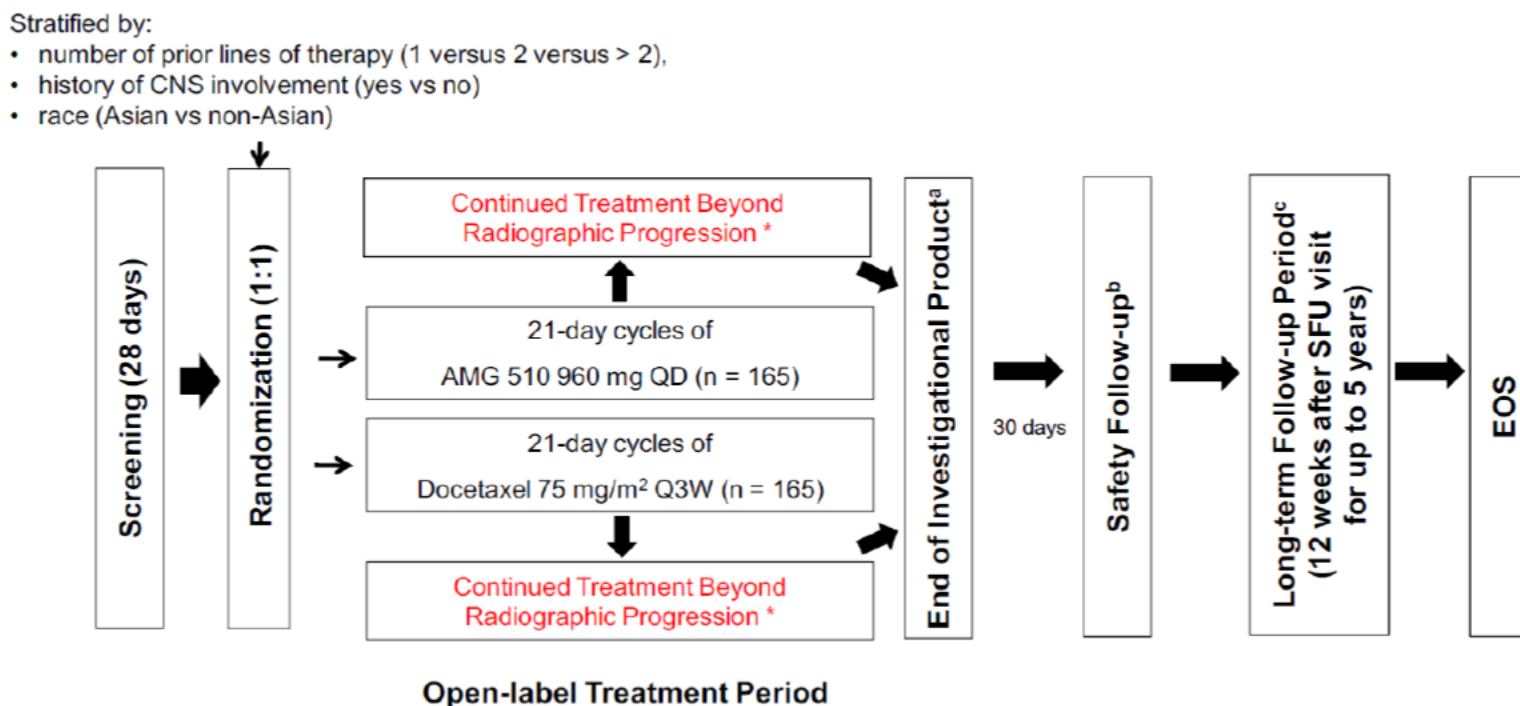 Stratified by:
• number of prior lines of therapy (1 versus 2 versus > 2),
• history of CNS involvement (yes vs no)
• race (Asian vs non-Asian)
Screening (28 days)
Randomization (1:1)
Continued Treatment Beyond
Radiographic Progression *
21-day cycles of
AMG 510 960 mg QD (n = 165)
21-day cycles of
Docetaxel 75 mg/m² Q3W (n = 165)
Continued Treatment Beyond
Radiographic Progression *
Open-label Treatment Period
End of Investigational Productᵃ
30 days
Safety Follow-upᵇ
Long-term Follow-up Periodᶜ
(12 weeks after SFU visit
for up to 5 years)
EOS